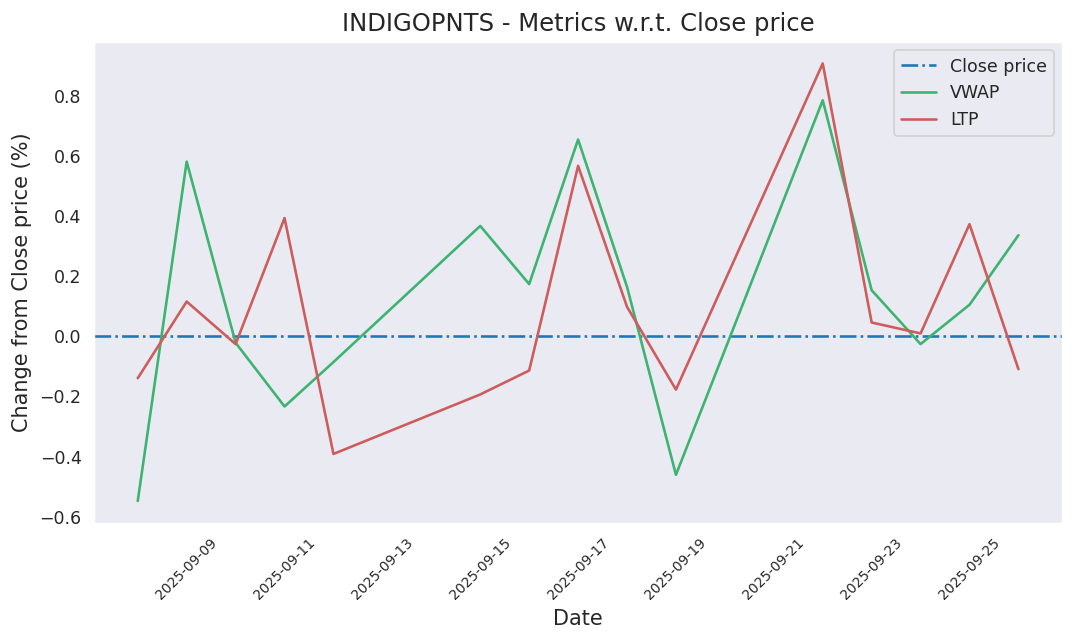 INDIGOPNTS - Metrics w.r.t. Close price
Close price
VWAP
LTP
Change from Close price (%)
0.8
0.6
0.4
0.2
0.0
−0.2
−0.4
−0.6
2025-09-09
2025-09-11
2025-09-13
2025-09-15
2025-09-17
2025-09-19
2025-09-21
2025-09-23
2025-09-25
Date